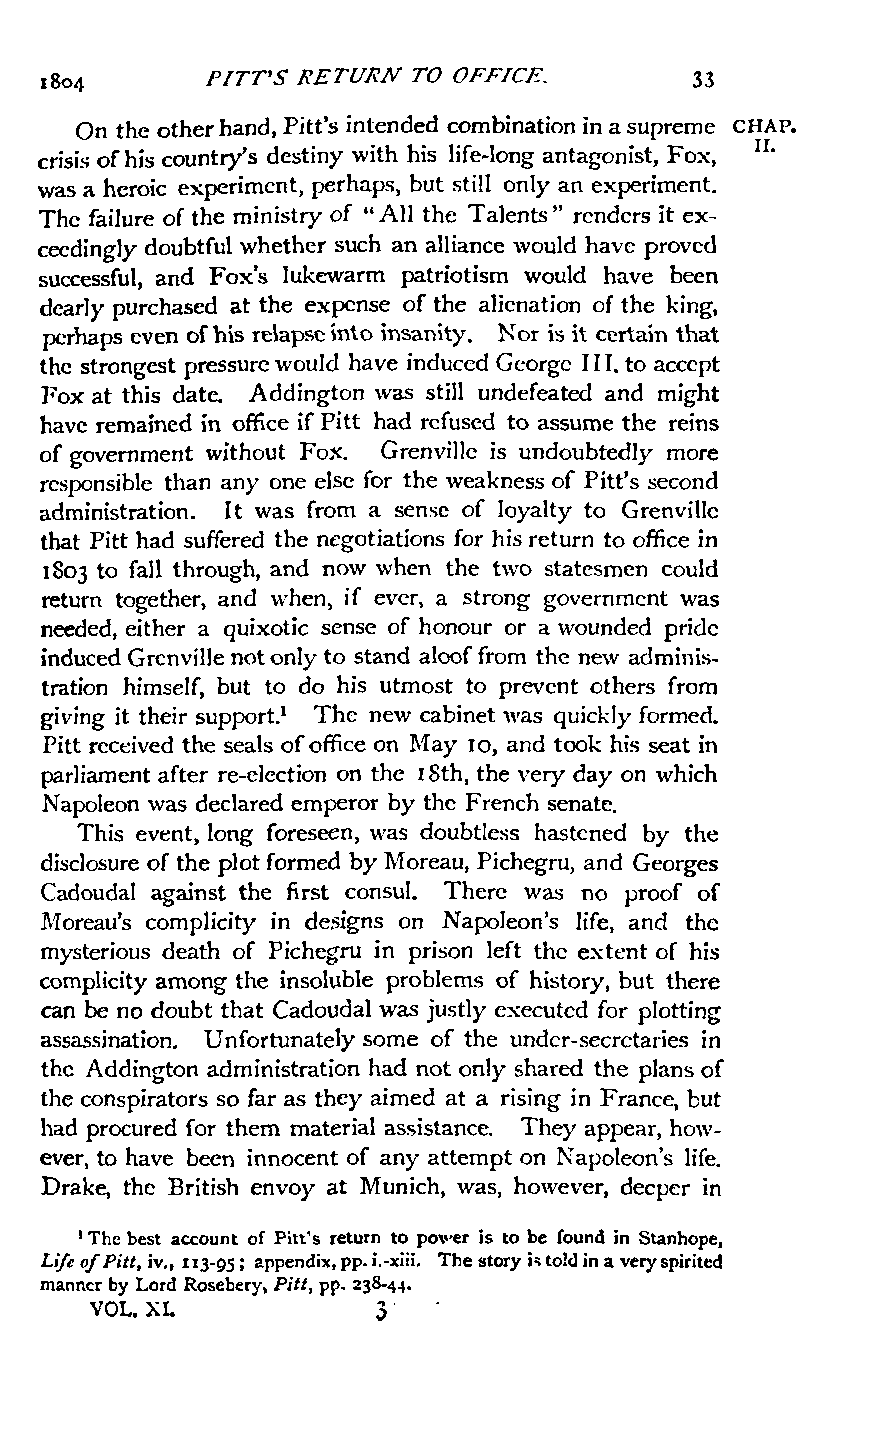 1804 PITT'S RETURN TO OFFICE. 33
On the other hand, Pitt's intended combination in a supreme CHAP.
crisis of his country's destiny with his life-long antagonist, Fox, II.
was a heroic experiment, perhaps, but still only an experiment.
The failure of the ministry of "All the Talents" renders it ex-
ceedingly doubtful whether such an alliance would have proved
successful, and Fox's lukewarm patriotism would have been
dearly purchased at the expense of the alienation of the king,
perhaps even of his relapse into insanity. Nor is it certain that
the strongest pressure would have induced George III. to accept
Fox at this date. Addington was still undefeated and might
have remained in office if Pitt had refused to assume the reins
of government without Fox. Grenville is undoubtedly more
responsible than any one else for the weakness of Pitt's second
administration. It was from a sense of loyalty to Grenville
that Pitt had suffered the negotiations for his return to office in
1803 to fall through, and now when the two statesmen could
return together, and when, if ever, a strong government was
needed, either a quixotic sense of honour or a wounded pride
induced Grenville not only to stand aloof from the new adminis-
tration himself, but to do his utmost to prevent others from
giving it their support.¹ The new cabinet was quickly formed.
Pitt received the seals of office on May 10, and took his seat in
parliament after re-election on the 18th, the very day on which
Napoleon was declared emperor by the French senate.
This event, long foreseen, was doubtless hastened by the
disclosure of the plot formed by Moreau, Pichegru, and Georges
Cadoudal against the first consul. There was no proof of
Moreau's complicity in designs on Napoleon's life, and the
mysterious death of Pichegru in prison left the extent of his
complicity among the insoluble problems of history, but there
can be no doubt that Cadoudal was justly executed for plotting
assassination. Unfortunately some of the under-secretaries in
the Addington administration had not only shared the plans of
the conspirators so far as they aimed at a rising in France, but
had procured for them material assistance. They appear, how-
ever, to have been innocent of any attempt on Napoleon's life.
Drake, the British envoy at Munich, was, however, deeper in
¹ The best account of Pitt's return to power is to be found in Stanhope,
Life of Pitt, iv., 113-95; appendix, pp. i.-xiii. The story is told in a very spirited
manner by Lord Rosebery, Pitt, pp. 238-44.
VOL. XI. 3